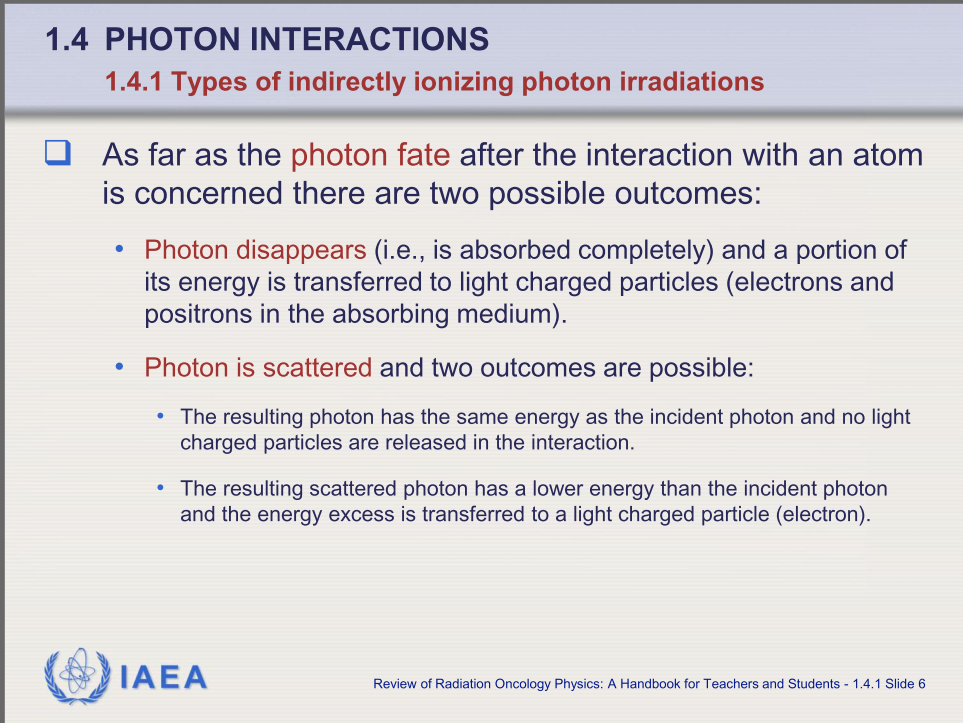 1.4 PHOTON INTERACTIONS
1.4.1 Types of indirectly ionizing photon irradiations
As far as the photon fate after the interaction with an atom
is concerned there are two possible outcomes:
• Photon disappears (i.e., is absorbed completely) and a portion of
its energy is transferred to light charged particles (electrons and
positrons in the absorbing medium).
• Photon is scattered and two outcomes are possible:
• The resulting photon has the same energy as the incident photon and no light
charged particles are released in the interaction.
• The resulting scattered photon has a lower energy than the incident photon
and the energy excess is transferred to a light charged particle (electron).
IAEA
Review of Radiation Oncology Physics: A Handbook for Teachers and Students - 1.4.1 Slide 6